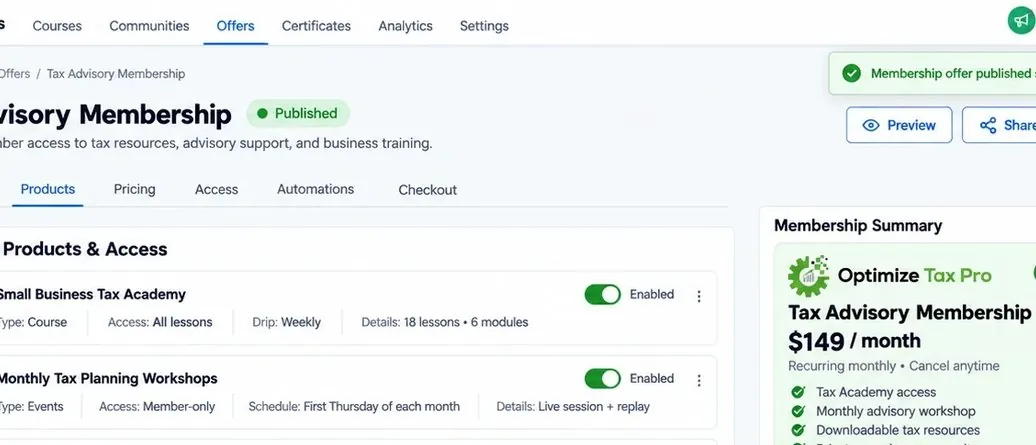 Courses Communities Offers Certificates Analytics Settings
Offers / Tax Advisory Membership
Membership offer published
Membership Published
Preview Share
access to tax resources, advisory support, and business training.
Products Pricing Access Automations Checkout
Membership Summary
Products & Access
Optimize Tax Pro
Small Business Tax Academy Enabled
Tax Advisory Membership
Type: Course Access: All lessons Drip: Weekly Details: 18 lessons • 6 modules
$149 / month
Recurring monthly • Cancel anytime
Monthly Tax Planning Workshops Enabled
Tax Academy access
Type: Events Access: Member-only Schedule: First Thursday of each month Details: Live session + replay
Monthly advisory workshop
Downloadable tax resources